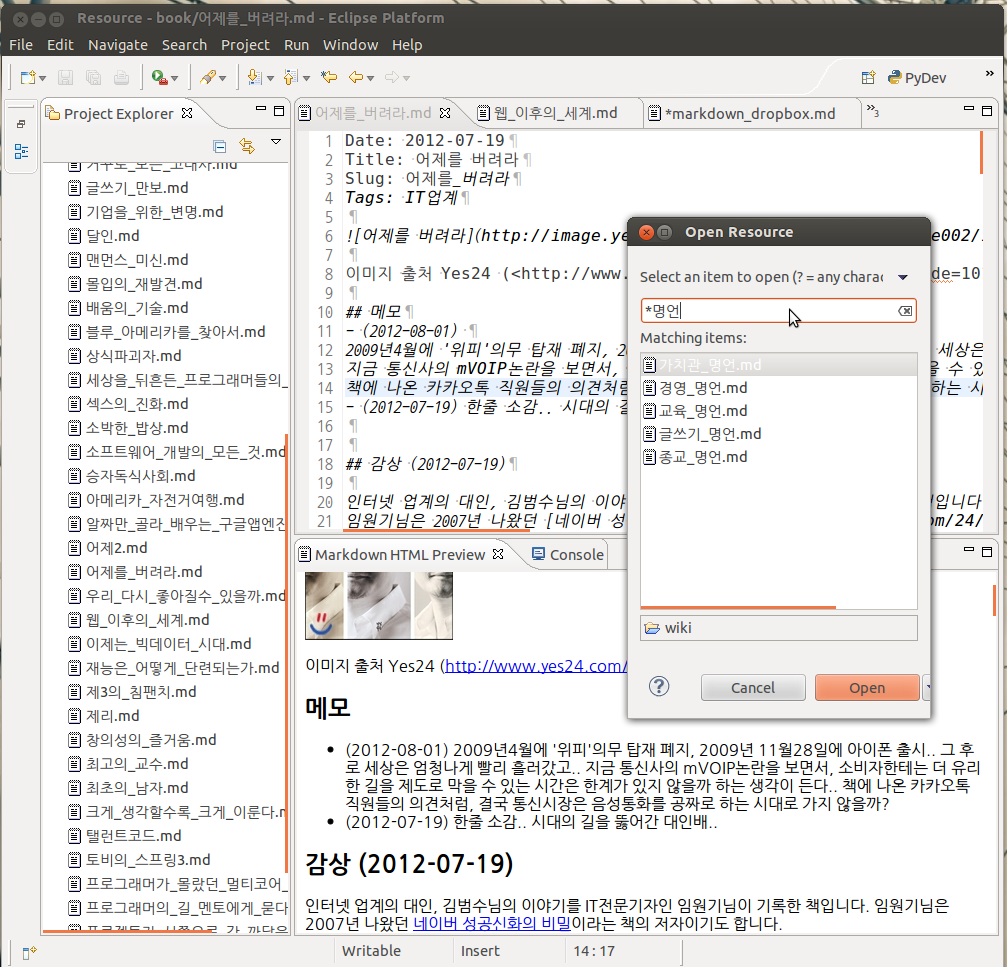 Resource - book/어제를_버려라.md - Eclipse Platform
File Edit Navigate Search Project Run Window Help
PyDev
Project Explorer
글쓰기_만보.md
기업을_위한_변명.md
달인.md
맨먼스_미신.md
몰입의_재발견.md
배움의_기술.md
블루_아메리카를_찾아서.md
상식파괴자.md
세상을_뒤흔든_프로그래머들의_
섹스의_진화.md
소박한_밥상.md
소프트웨어_개발의_모든_것.md
승자독식사회.md
아메리카_자전거여행.md
알짜만_골라_배우는_구글앱엔진
어제2.md
어제를_버려라.md
우리_다시_좋아질수_있을까.md
웹_이후의_세계.md
이제는_빅데이터_시대.md
재능은_어떻게_단련되는가.md
제3의_침팬치.md
제리.md
창의성의_즐거움.md
최고의_교수.md
최초의_남자.md
크게_생각할수록_크게_이룬다.m
탤런트코드.md
토비의_스프링3.md
프로그래머가_몰랐던_멀티코어_
프로그래머의_길_멘토에게_묻다
어제를_버려라.md 웹_이후의_세계.md *markdown_dropbox.md »3
1 Date: 2012-07-19¶
2 Title: 어제를 버려라¶
3 Slug: 어제를_버려라¶
4 Tags: IT업계¶
5 ¶
6 ![어제를 버려라](http://image.ye e002/
7 ¶
8 이미지 출처 Yes24 (<http://www. de=10
9 ¶
10 ## 메모¶
11 - (2012-08-01) ¶
12 2009년4월에 '위피'의무 탑재 폐지, 2 세상은
13 지금 통신사의 mVOIP논란을 보면서, 수 있
14 책에 나온 카카오톡 직원들의 의견처럼 하는 시
15 - (2012-07-19) 한줄 소감.. 시대의 길
16 ¶
17 ¶
18 ## 감상 (2012-07-19)¶
19 ¶
20 인터넷 업계의 대인, 김범수님의 이야 입니다
21 임원기님은 2007년 나왔던 [네이버 성 om/24/
Open Resource
Select an item to open (? = any charac
*명언
Matching items:
가치관_명언.md
경영_명언.md
교육_명언.md
글쓰기_명언.md
종교_명언.md
wiki
? Cancel Open
Markdown HTML Preview Console
이미지 출처 Yes24 (http://www.yes24.com/
메모
• (2012-08-01) 2009년4월에 '위피'의무 탑재 폐지, 2009년 11월28일에 아이폰 출시.. 그 후
로 세상은 엄청나게 빨리 흘러갔고.. 지금 통신사의 mVOIP논란을 보면서, 소비자한테는 더 유리
한 길을 제도로 막을 수 있는 시간은 한계가 있지 않을까 하는 생각이 든다.. 책에 나온 카카오톡
직원들의 의견처럼, 결국 통신시장은 음성통화를 공짜로 하는 시대로 가지 않을까?
• (2012-07-19) 한줄 소감.. 시대의 길을 뚫어간 대인배..
감상 (2012-07-19)
인터넷 업계의 대인, 김범수님의 이야기를 IT전문기자인 임원기님이 기록한 책입니다. 임원기님은
2007년 나왔던 네이버 성공신화의 비밀이라는 책의 저자이기도 합니다.
Writable Insert 14:17